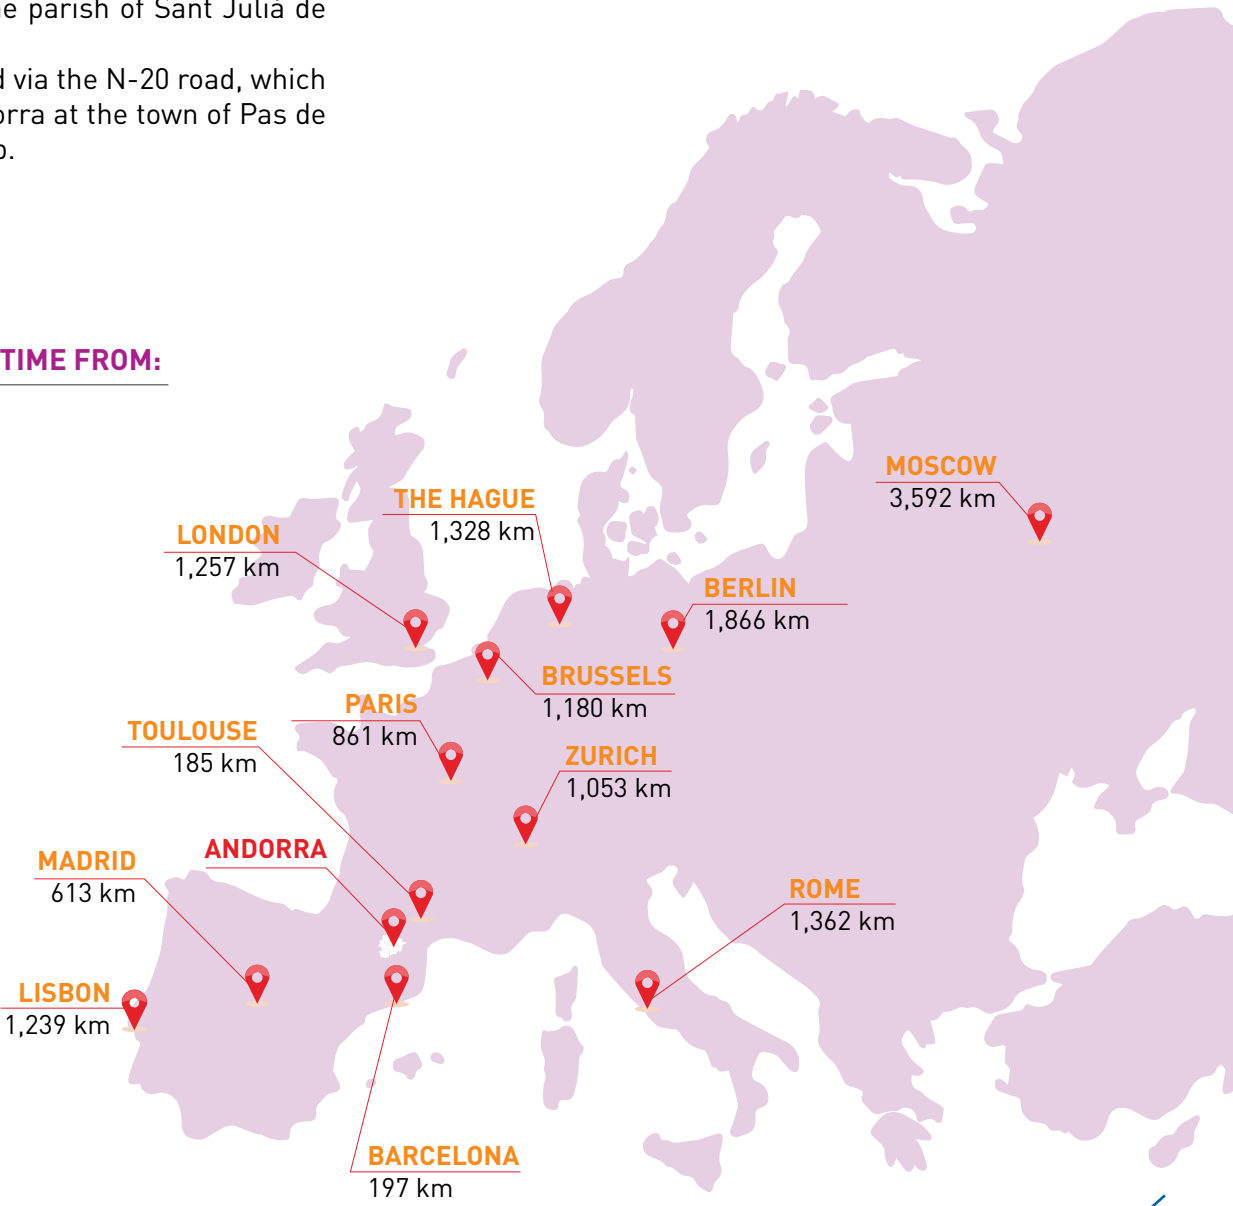 ne parish of Sant Julià de
d via the N-20 road, which
orra at the town of Pas de
TIME FROM:
MOSCOW
3,592 km
THE HAGUE
1,328 km
LONDON
1,257 km
BERLIN
1,866 km
BRUSSELS
1,180 km
PARIS
861 km
TOULOUSE
185 km
ZURICH
1,053 km
ANDORRA
MADRID
613 km
ROME
1,362 km
LISBON
1,239 km
BARCELONA
197 km